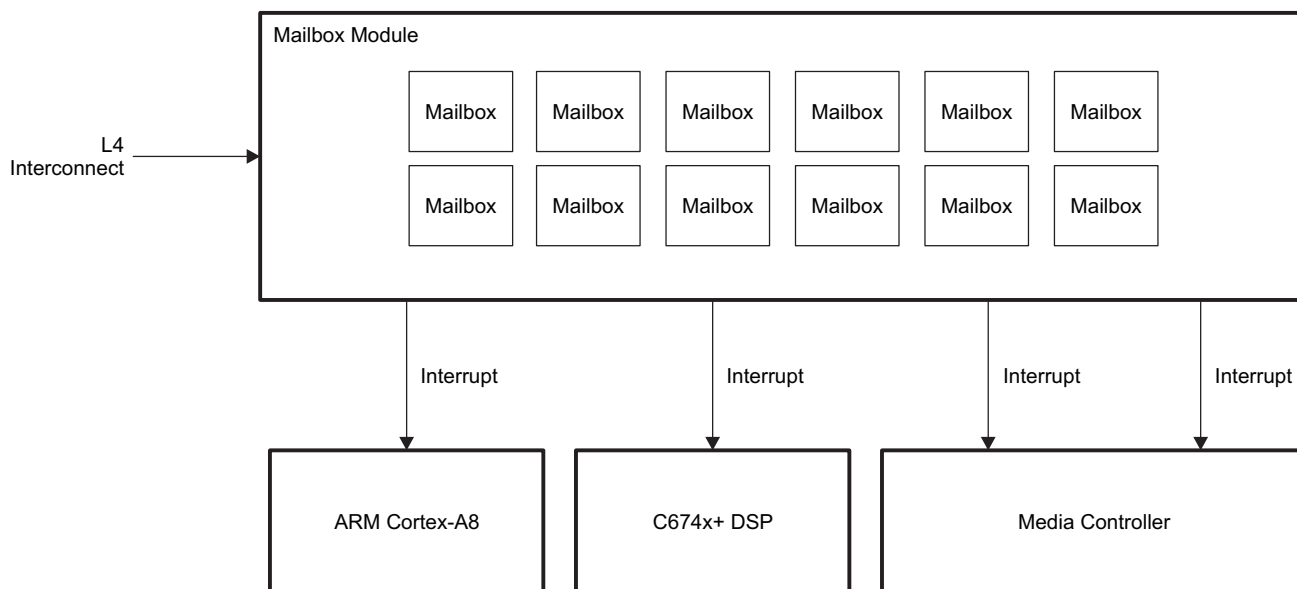 Mailbox Module
Mailbox Mailbox Mailbox Mailbox Mailbox Mailbox
L4
Interconnect
Mailbox Mailbox Mailbox Mailbox Mailbox Mailbox
Interrupt Interrupt Interrupt Interrupt
ARM Cortex-A8 C674x+ DSP Media Controller